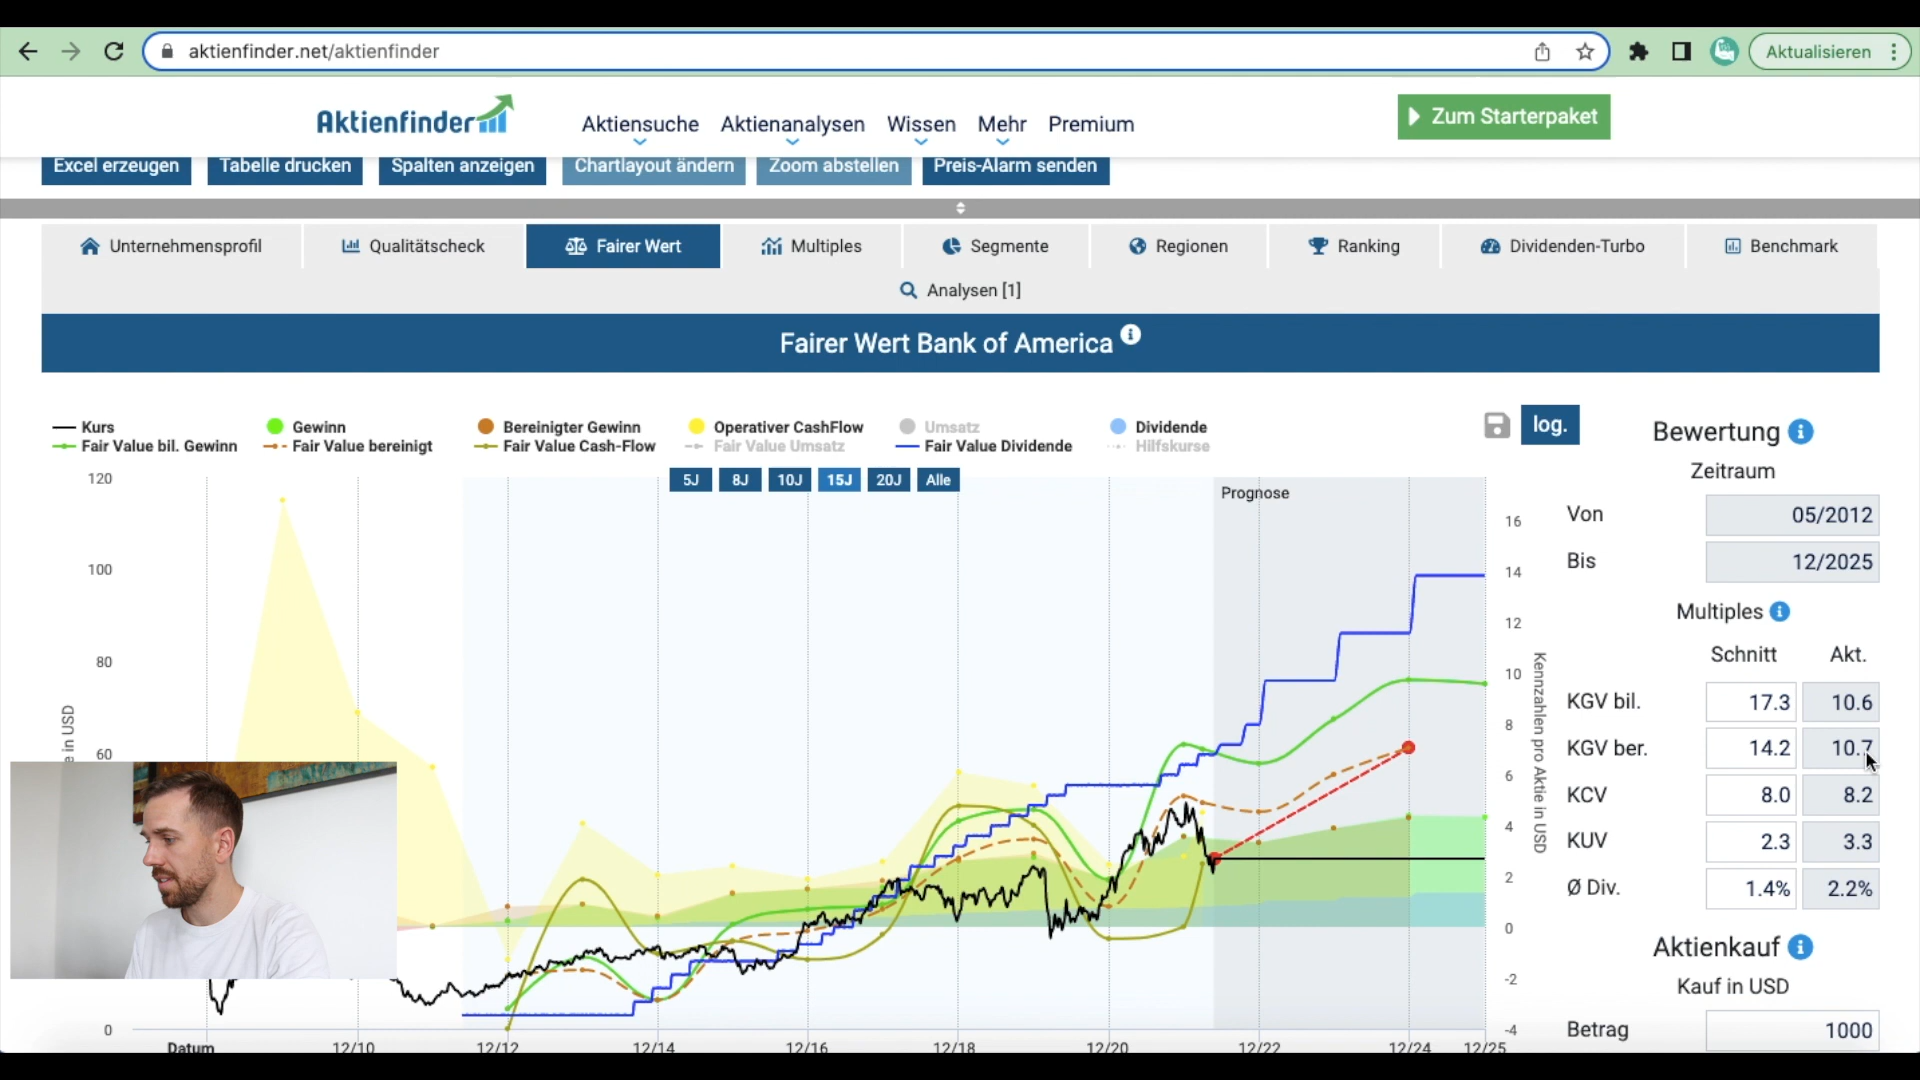 aktienfinder.net/aktienfinder
Aktualisieren
Aktienfinder
Aktiensuche Aktienanalysen Wissen Mehr Premium
Zum Starterpaket
Excel erzeugen Tabelle drucken Spalten anzeigen Chartlayout ändern Zoom abstellen Preis-Alarm senden
Unternehmensprofil Qualitätscheck Fairer Wert Multiples Segmente Regionen Ranking Dividenden-Turbo Benchmark
Analysen [1]
Fairer Wert Bank of America
Kurs Gewinn Bereinigter Gewinn Operativer CashFlow Umsatz Dividende
Fair Value bil. Gewinn Fair Value bereinigt Fair Value Cash-Flow Fair Value Umsatz Fair Value Dividende Hilfskurse
log.
5J 8J 10J 15J 20J Alle
Prognose
120
100
80
60
0
e in USD
16
14
12
10
8
6
4
2
0
-2
-4
Kennzahlen pro Aktie in USD
Datum 12/10 12/12 12/14 12/16 12/18 12/20 12/22 12/24 12/25
Bewertung
Zeitraum
Von 05/2012
Bis 12/2025
Multiples
Schnitt Akt.
KGV bil. 17.3 10.6
KGV ber. 14.2 10.7
KCV 8.0 8.2
KUV 2.3 3.3
Ø Div. 1.4% 2.2%
Aktienkauf
Kauf in USD
Betrag 1000